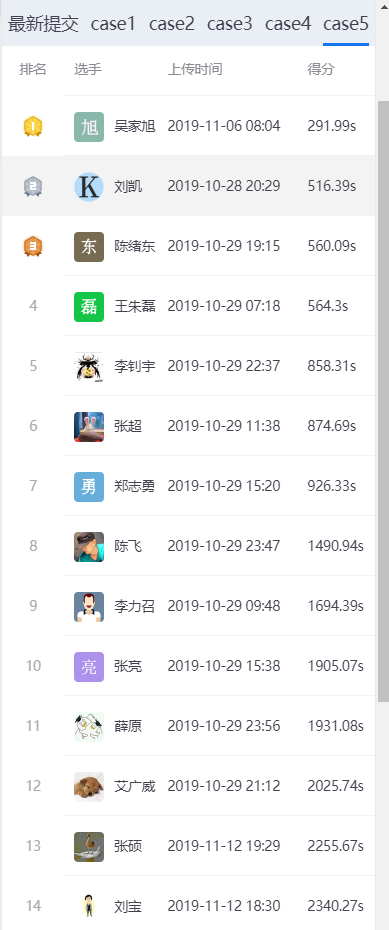 最新提交 case1 case2 case3 case4 case5
排名 选手 上传时间 得分
1 旭 吴家旭 2019-11-06 08:04 291.99s
2 K 刘凯 2019-10-28 20:29 516.39s
3 东 陈绪东 2019-10-29 19:15 560.09s
4 磊 王朱磊 2019-10-29 07:18 564.3s
5 李钊宇 2019-10-29 22:37 858.31s
6 张超 2019-10-29 11:38 874.69s
7 勇 郑志勇 2019-10-29 15:20 926.33s
8 陈飞 2019-10-29 23:47 1490.94s
9 李力召 2019-10-29 09:48 1694.39s
10 亮 张亮 2019-10-29 15:38 1905.07s
11 薛原 2019-10-29 23:56 1931.08s
12 艾广威 2019-10-29 21:12 2025.74s
13 张硕 2019-11-12 19:29 2255.67s
14 刘宝 2019-11-12 18:30 2340.27s